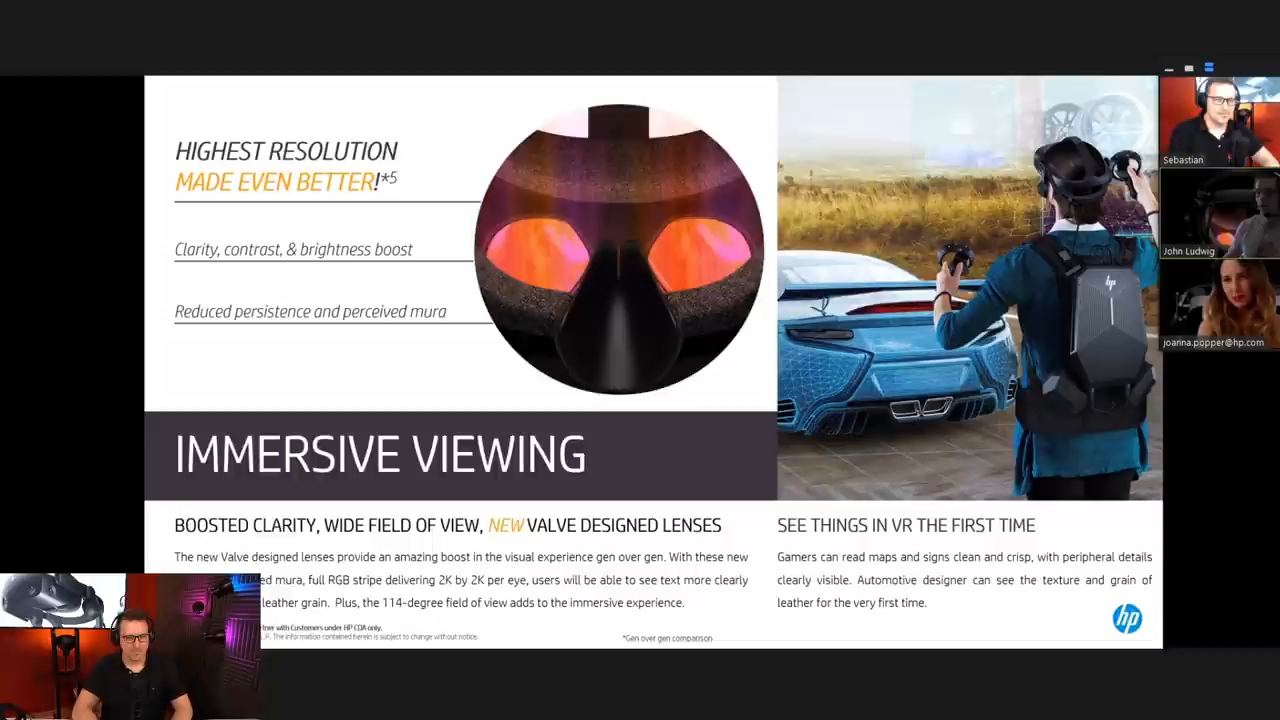 HIGHEST RESOLUTION
MADE EVEN BETTER!*5
Clarity, contrast, & brightness boost
Reduced persistence and perceived mura
hp
Sebastian
John Ludwig
joanna.popper@hp.com
IMMERSIVE VIEWING
BOOSTED CLARITY, WIDE FIELD OF VIEW, NEW VALVE DESIGNED LENSES
The new Valve designed lenses provide an amazing boost in the visual experience gen over gen. With these new
ed mura, full RGB stripe delivering 2K by 2K per eye, users will be able to see text more clearly
leather grain. Plus, the 114-degree field of view adds to the immersive experience.
rtner with Customers under HP CDA only.
L.P. The information contained herein is subject to change without notice.
*Gen over gen comparison
SEE THINGS IN VR THE FIRST TIME
Gamers can read maps and signs clean and crisp, with peripheral details
clearly visible. Automotive designer can see the texture and grain of
leather for the very first time.
hp